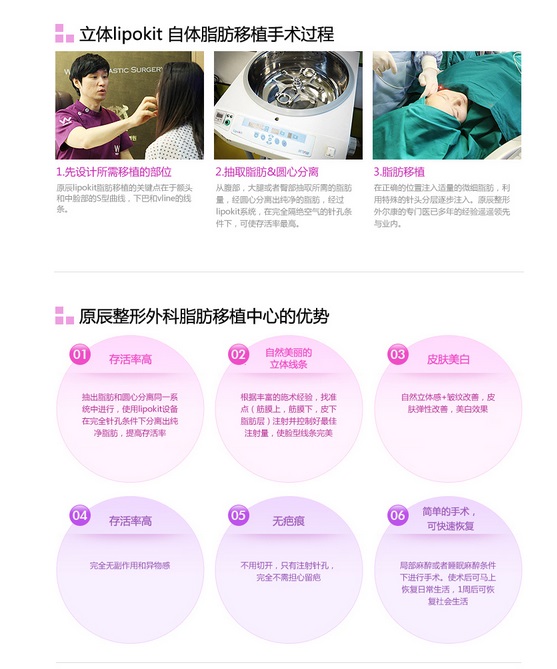 立体lipokit 自体脂肪移植手术过程
1.先设计所需移植的部位
原辰lipokit脂肪移植的关键点在于额头
和中脸部的S型曲线，下巴和vline的线
条。
2.抽取脂肪&圆心分离
从腹部，大腿或者臀部抽取所需的脂肪
量，经圆心分离出纯净的脂肪，经过
lipokit系统，在完全隔绝空气的针孔条
件下，可使存活率最高。
3.脂肪移植
在正确的位置注入适量的微细脂肪，利
用特殊的针头分层逐步注入。原辰整形
外尔康的专门医已多年的经验遥遥领先
与业内。
原辰整形外科脂肪移植中心的优势
01 存活率高
抽出脂肪和圆心分离同一系
统中进行，使用lipokit设备
在完全针孔条件下分离出纯
净脂肪，提高存活率
02 自然美丽的
立体线条
根据丰富的施术经验，找准
点（筋膜上，筋膜下，皮下
脂肪层）注射并控制好最佳
注射量，使脸型线条完美
03 皮肤美白
自然立体感+皱纹改善，皮
肤弹性改善，美白效果
04 存活率高
完全无副作用和异物感
05 无疤痕
不用切开，只有注射针孔，
完全不需担心留疤
06 简单的手术，
可快速恢复
局部麻醉或者睡眠麻醉条件
下进行手术。使术后可马上
恢复日常生活，1周后可恢
复社会生活